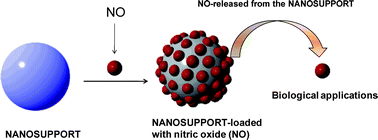 NO
NO-released from the NANOSUPPORT
NANOSUPPORT
NANOSUPPORT-loaded
with nitric oxide (NO)
Biological applications